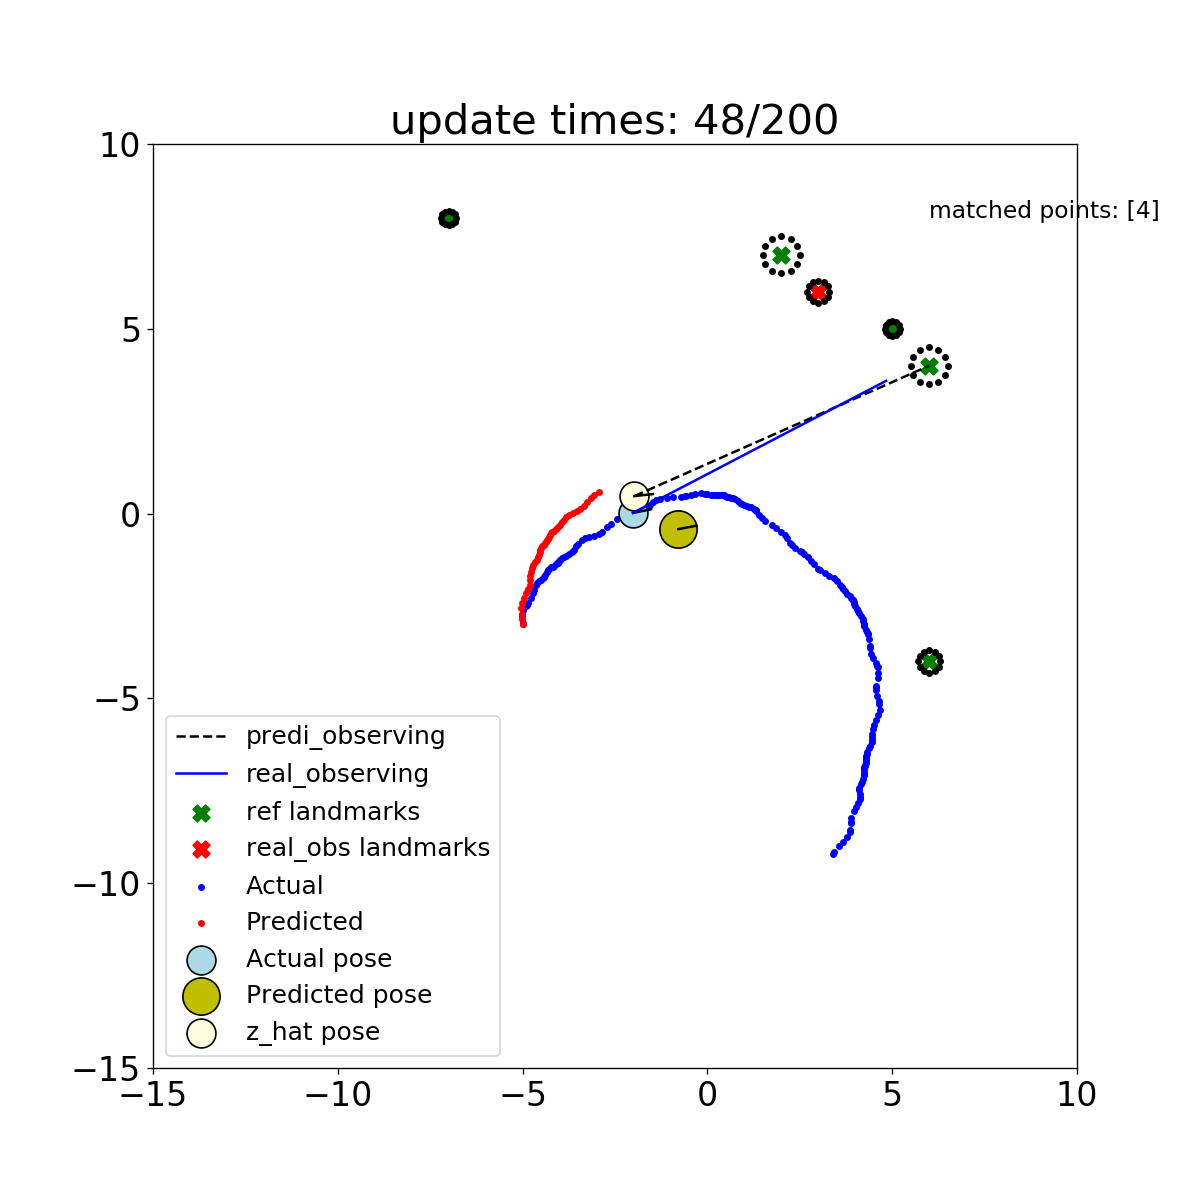 update times: 48/200
10
matched points: [4]
5
0
−5
predi_observing
real_observing
ref landmarks
real_obs landmarks
−10
Actual
Predicted
Actual pose
Predicted pose
z_hat pose
−15
−15 −10 −5 0 5 10